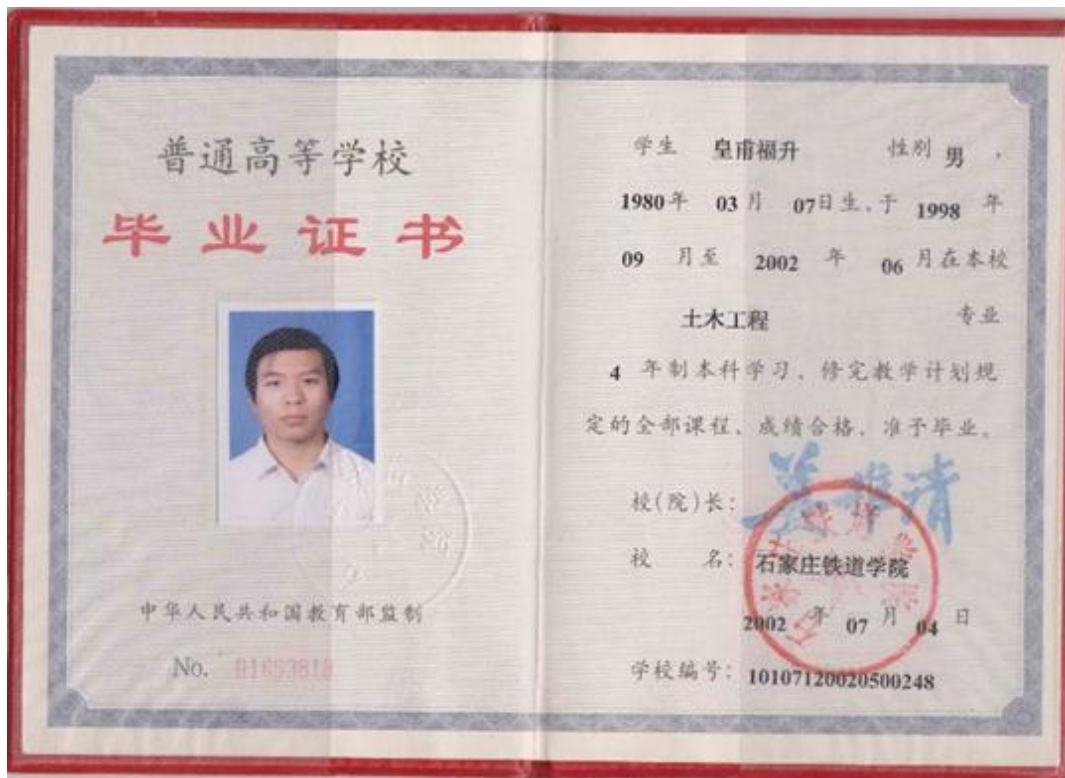 普通高等学校
毕业证书
中华人民共和国教育部监制
No. 01693818
学生 皇甫福升 性别 男，
1980年 03月 07日生，于 1998 年
09 月至 2002 年 06 月在本校
土木工程 专业
4 年制本科学习、修完教学计划规
定的全部课程、成绩合格、准予毕业。
校(院)长：
校 名：石家庄铁道学院
2002 年 07 月 04 日
学校编号：10107120020500248